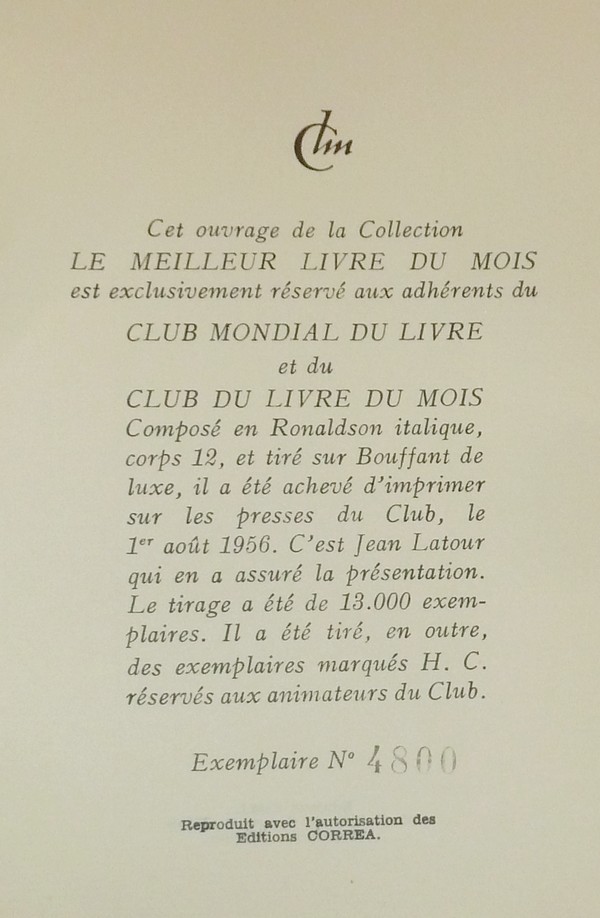 Clm
Cet ouvrage de la Collection
LE MEILLEUR LIVRE DU MOIS
est exclusivement réservé aux adhérents du
CLUB MONDIAL DU LIVRE
et du
CLUB DU LIVRE DU MOIS
Composé en Ronaldson italique,
corps 12, et tiré sur Bouffant de
luxe, il a été achevé d'imprimer
sur les presses du Club, le
1er août 1956. C'est Jean Latour
qui en a assuré la présentation.
Le tirage a été de 13.000 exem-
plaires. Il a été tiré, en outre,
des exemplaires marqués H. C.
réservés aux animateurs du Club.
Exemplaire N° 4800
Reproduit avec l'autorisation des
Editions CORREA.